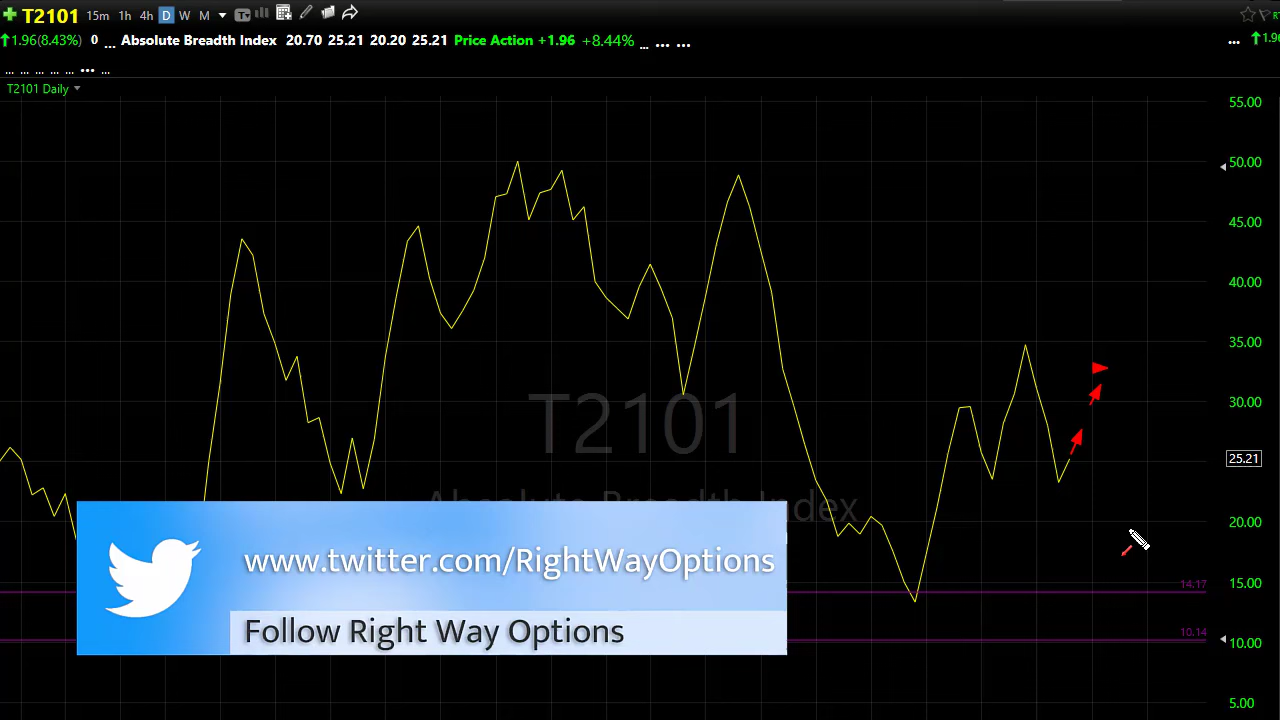 T2101 15m 1h 4h D W M T
1.96(8.43%) 0 ... Absolute Breadth Index 20.70 25.21 20.20 25.21 Price Action +1.96 +8.44% ... ... ... ... 1.96
... ... ... ... ... ... ...
T2101 Daily
55.00
50.00
45.00
40.00
35.00
30.00
T2101
25.21
Absolute Breadth Index
20.00
www.twitter.com/RightWayOptions
14.17
15.00
Follow Right Way Options
10.14
10.00
5.00